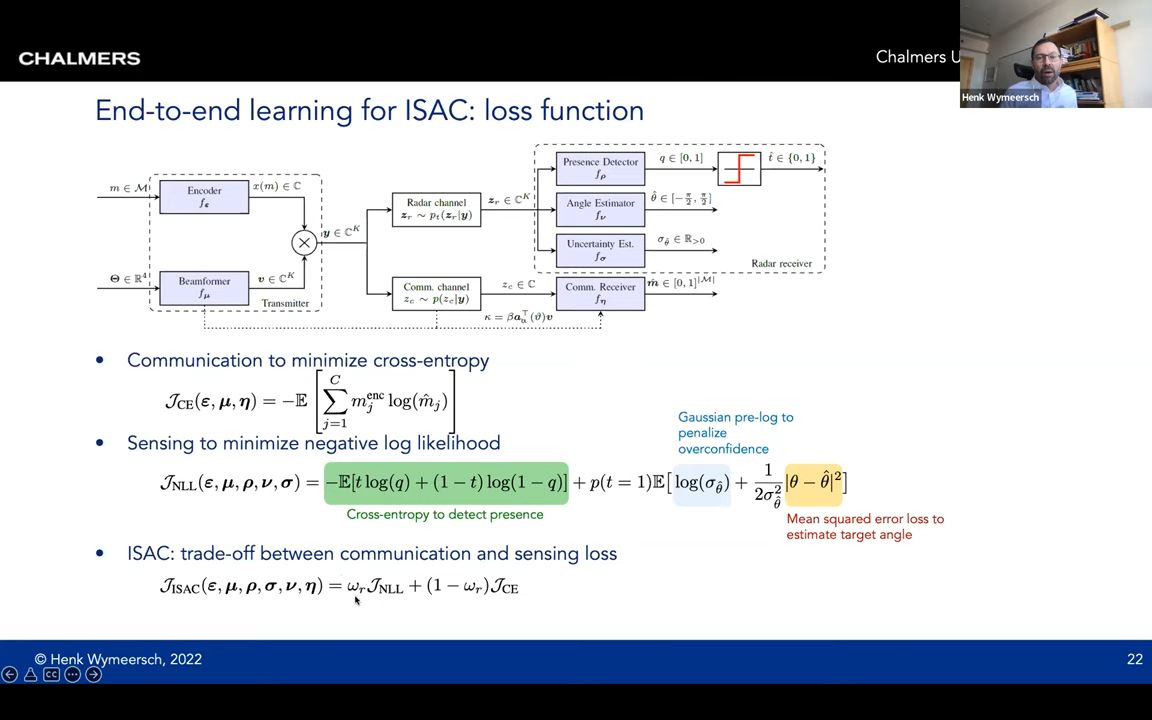 CHALMERS
Chalmers U
Henk Wymeersch
End-to-end learning for ISAC: loss function
m ∈ ℳ
Encoder
f_ε
x(m) ∈ ℂ
Θ ∈ ℝ⁴
Beamformer
f_μ
v ∈ ℂ^K
Transmitter
y ∈ ℂ^K
Radar channel
z_r ∼ p_t(z_r|y)
z_r ∈ ℂ^K
Comm. channel
z_c ∼ p(z_c|y)
z_c ∈ ℂ
κ = βa_tx^⊤(ϑ)v
Presence Detector
f_ρ
q ∈ [0, 1]
t̂ ∈ {0, 1}
Angle Estimator
f_ν
θ̂ ∈ [−π/2, π/2]
Uncertainty Est.
f_σ
σ_θ̂ ∈ ℝ_>0
Radar receiver
Comm. Receiver
f_η
m̂ ∈ [0, 1]^|ℳ|
• Communication to minimize cross-entropy
𝒥_CE(ε, μ, η) = −𝔼 [ ∑_{j=1}^{C} m_j^enc log(m̂_j) ]
• Sensing to minimize negative log likelihood
Gaussian pre-log to
penalize
overconfidence
𝒥_NLL(ε, μ, ρ, ν, σ) = −𝔼[t log(q) + (1 − t) log(1 − q)] + p(t = 1)𝔼[ log(σ_θ̂) + 1/(2σ²_θ̂) |θ − θ̂|² ]
Cross-entropy to detect presence
Mean squared error loss to
estimate target angle
• ISAC: trade-off between communication and sensing loss
𝒥_ISAC(ε, μ, ρ, σ, ν, η) = ω_r𝒥_NLL + (1 − ω_r)𝒥_CE
© Henk Wymeersch, 2022
22
CC